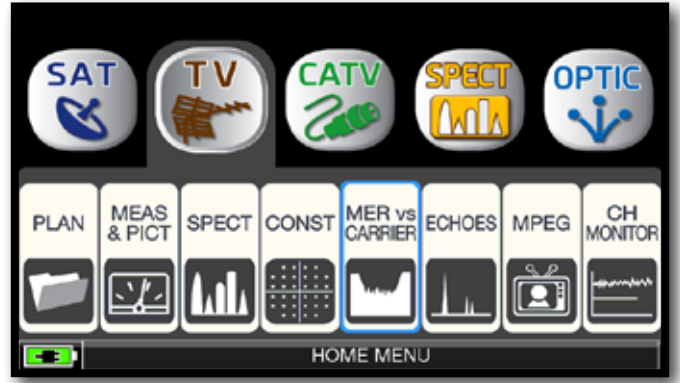 SAT TV CATV SPECT OPTIC
PLAN
MEAS
& PICT
SPECT
CONST
MER vs
CARRIER
ECHOES
MPEG
CH
MONITOR
HOME MENU